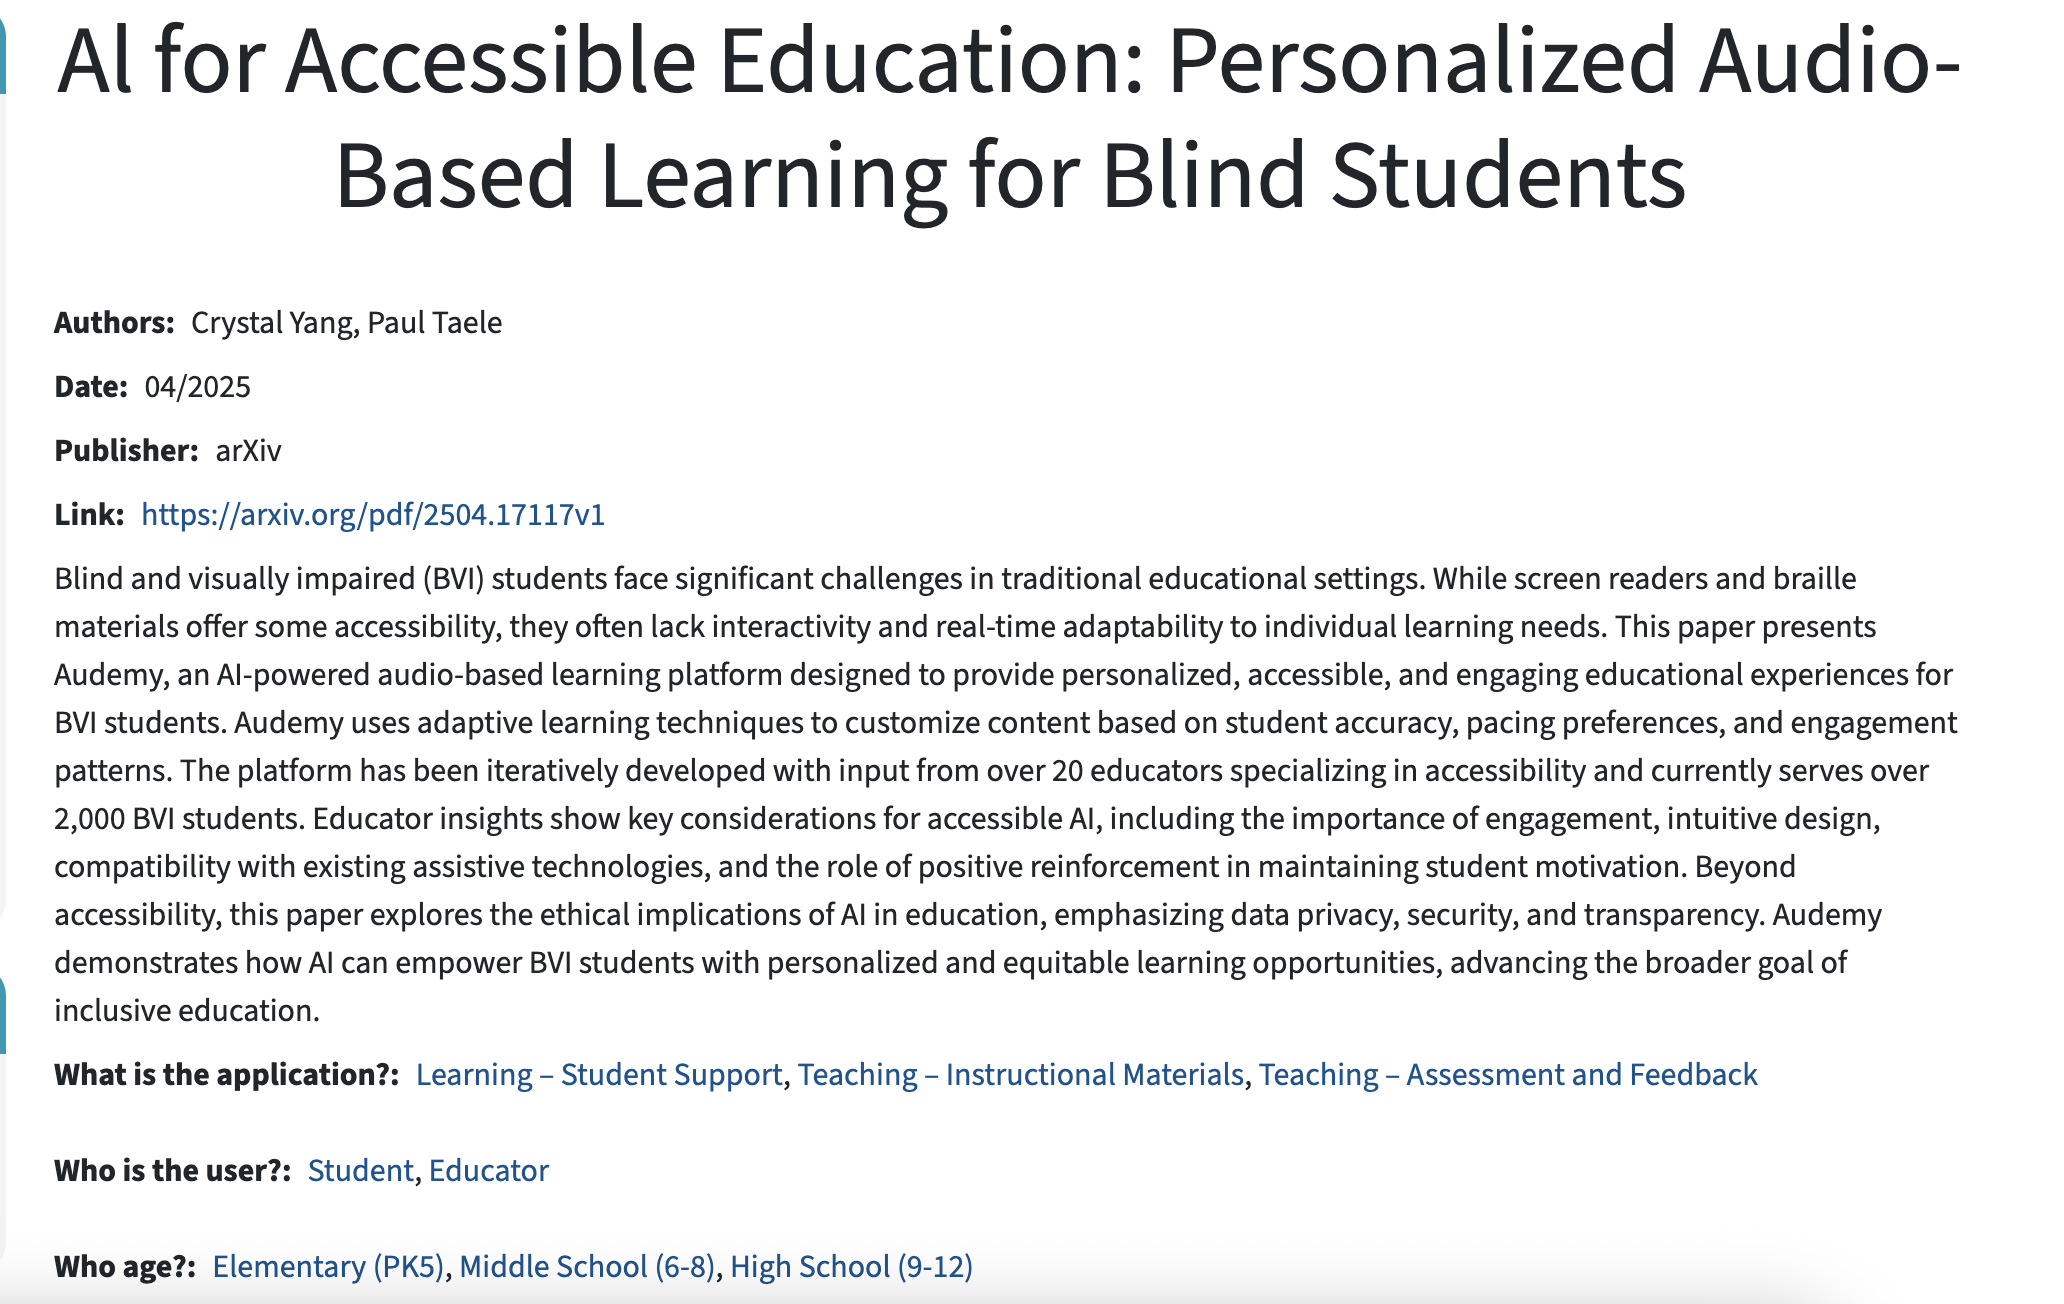 AI for Accessible Education: Personalized Audio-
Based Learning for Blind Students
Authors: Crystal Yang, Paul Taele
Date: 04/2025
Publisher: arXiv
Link: https://arxiv.org/pdf/2504.17117v1
Blind and visually impaired (BVI) students face significant challenges in traditional educational settings. While screen readers and braille
materials offer some accessibility, they often lack interactivity and real-time adaptability to individual learning needs. This paper presents
Audemy, an AI-powered audio-based learning platform designed to provide personalized, accessible, and engaging educational experiences for
BVI students. Audemy uses adaptive learning techniques to customize content based on student accuracy, pacing preferences, and engagement
patterns. The platform has been iteratively developed with input from over 20 educators specializing in accessibility and currently serves over
2,000 BVI students. Educator insights show key considerations for accessible AI, including the importance of engagement, intuitive design,
compatibility with existing assistive technologies, and the role of positive reinforcement in maintaining student motivation. Beyond
accessibility, this paper explores the ethical implications of AI in education, emphasizing data privacy, security, and transparency. Audemy
demonstrates how AI can empower BVI students with personalized and equitable learning opportunities, advancing the broader goal of
inclusive education.
What is the application?: Learning – Student Support, Teaching – Instructional Materials, Teaching – Assessment and Feedback
Who is the user?: Student, Educator
Who age?: Elementary (PK5), Middle School (6-8), High School (9-12)